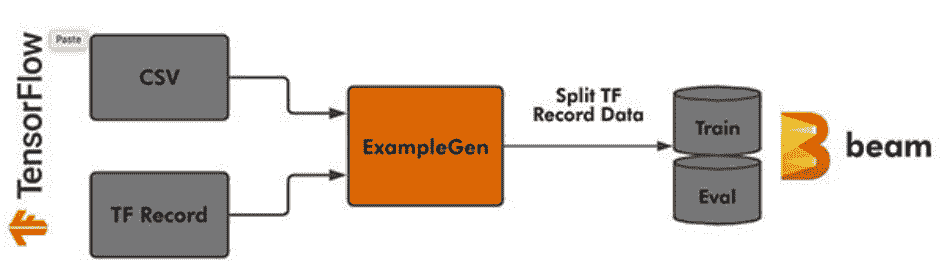 TensorFlow
Paste
CSV
TF Record
ExampleGen
Split TF
Record Data
Train
Eval
beam